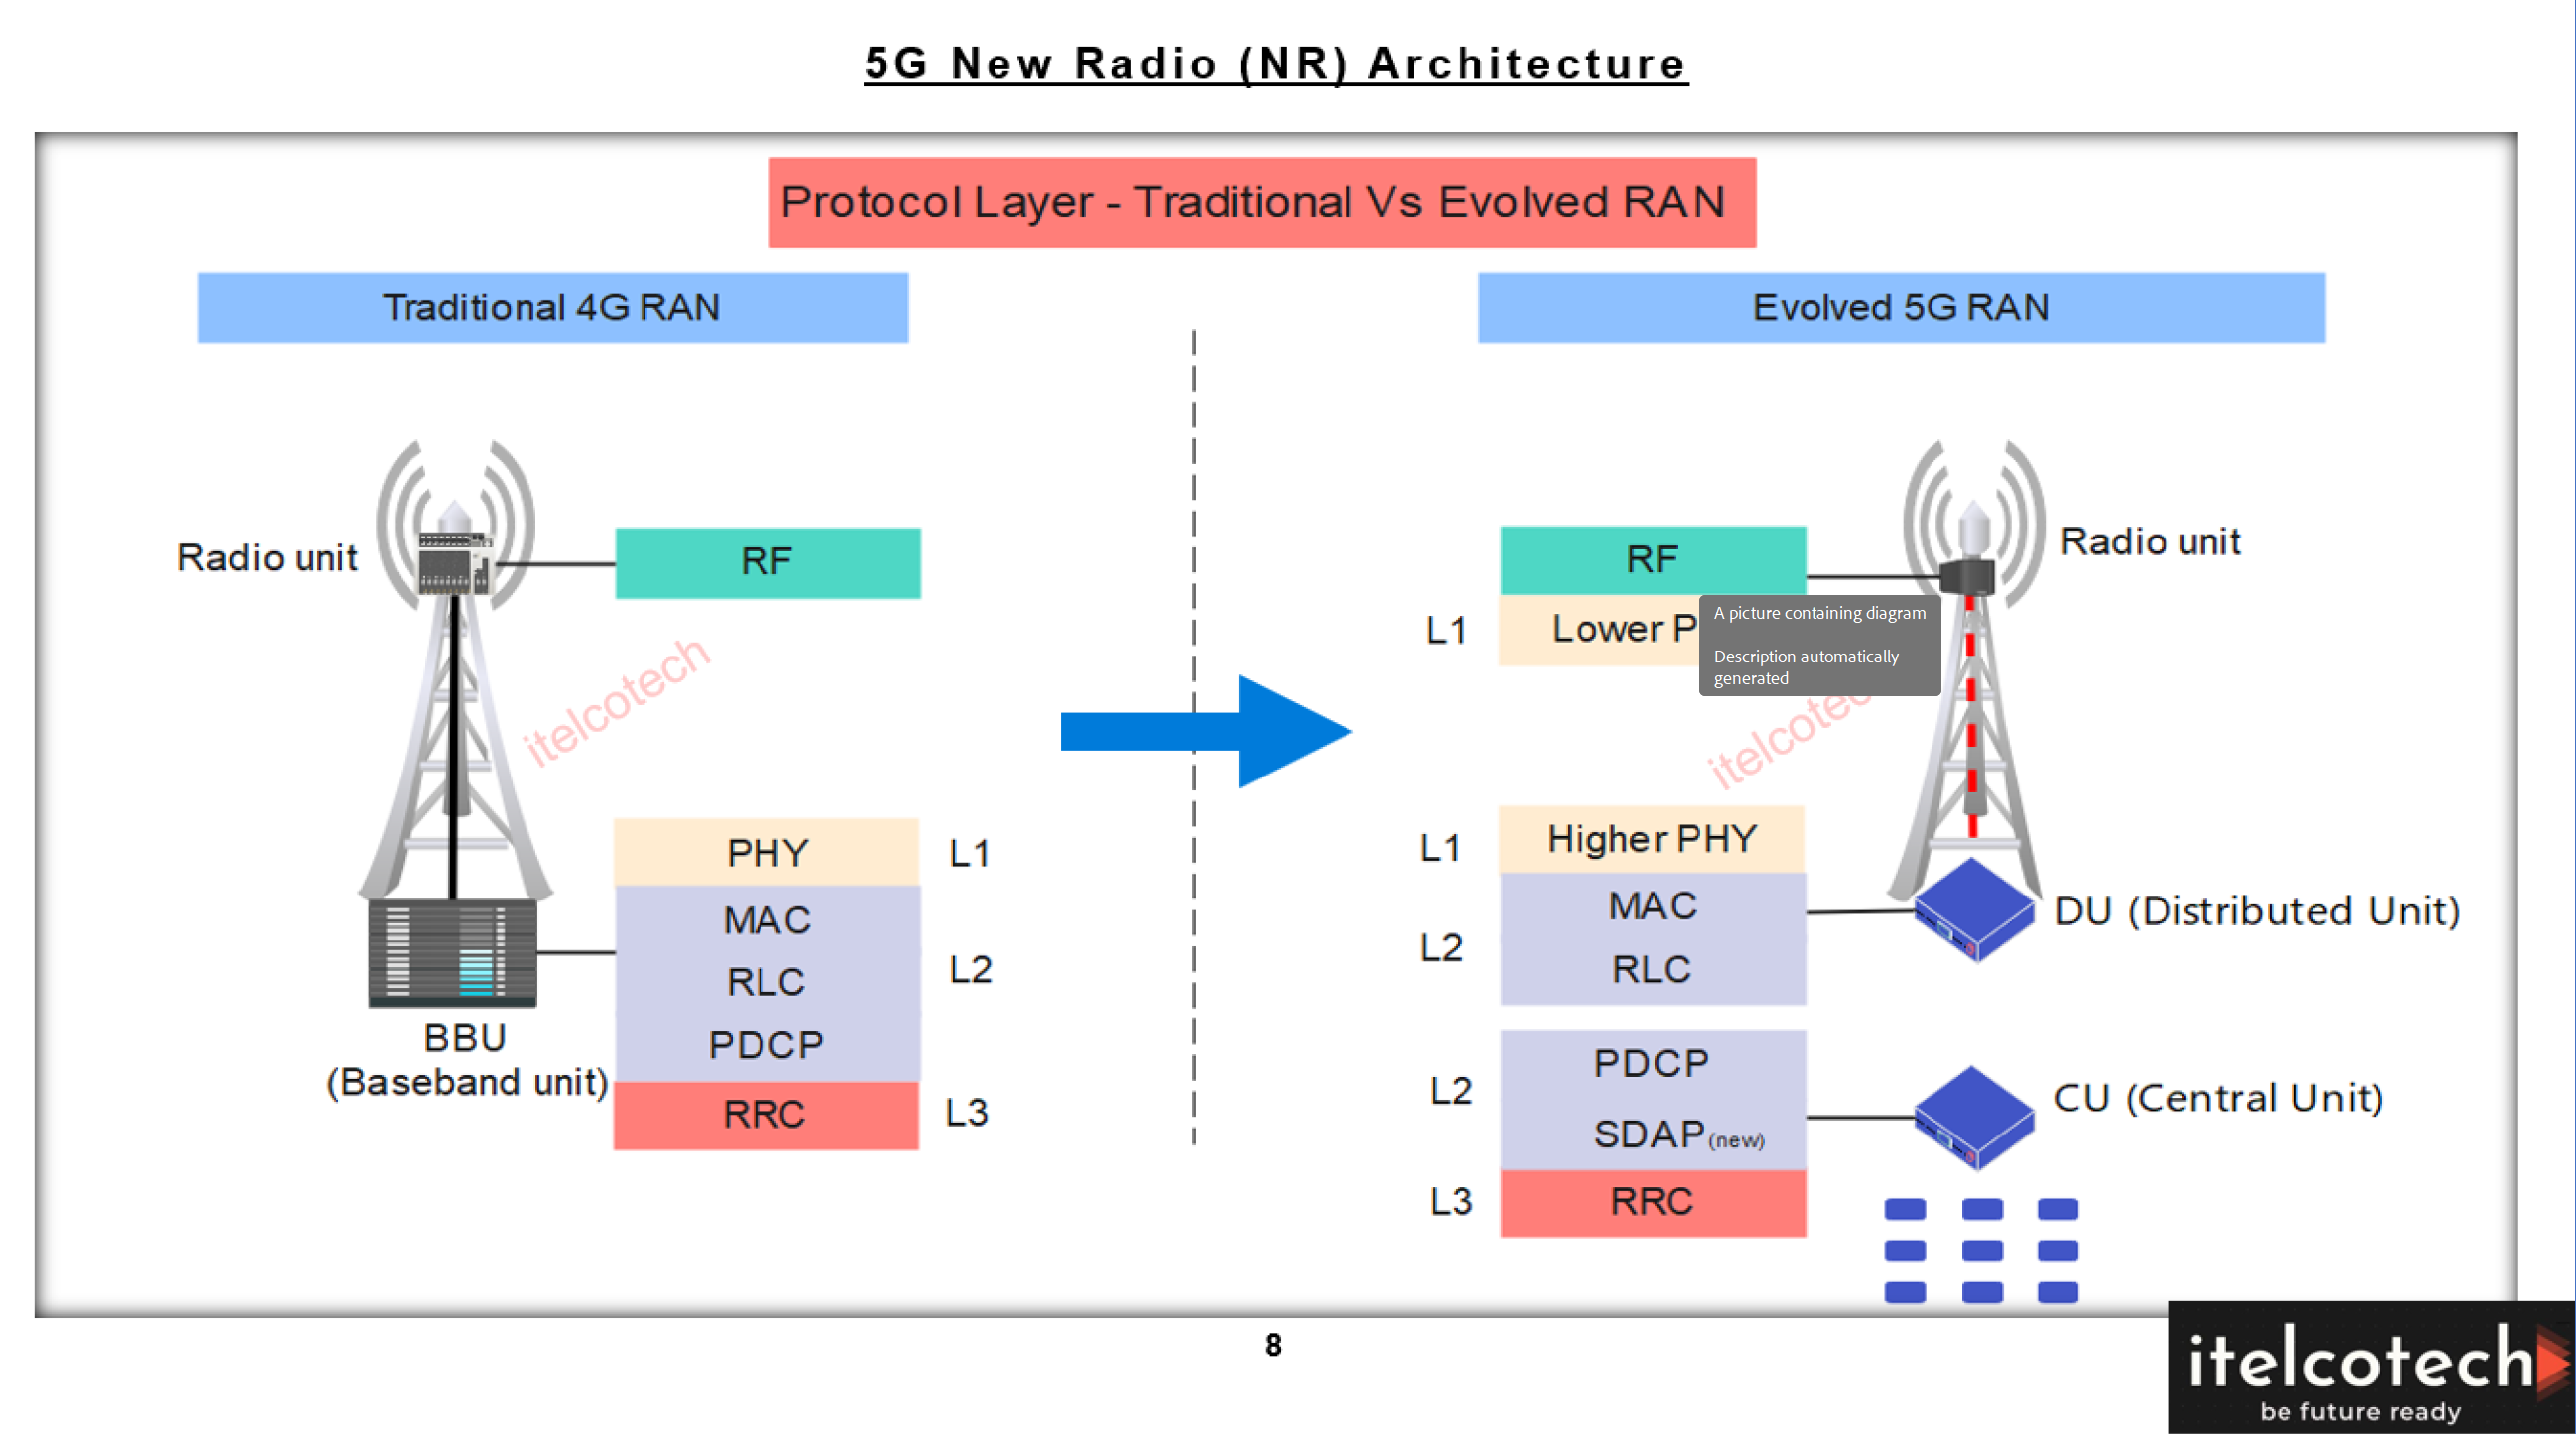 5G New Radio (NR) Architecture
Protocol Layer - Traditional Vs Evolved RAN
Traditional 4G RAN
Evolved 5G RAN
Radio unit
RF
itelcotech
PHY
L1
MAC
RLC
L2
PDCP
RRC
L3
BBU
(Baseband unit)
RF
Radio unit
L1
Lower P
A picture containing diagram
Description automatically
generated
itelcotec
L1
Higher PHY
L2
MAC
RLC
DU (Distributed Unit)
L2
PDCP
SDAP(new)
CU (Central Unit)
L3
RRC
8
itelcotech
be future ready